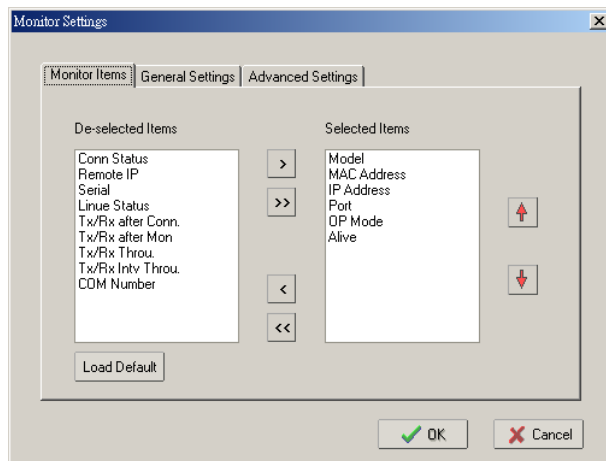 Monitor Settings
Monitor Items
General Settings
Advanced Settings
De-selected Items
Conn Status
Remote IP
Serial
Linue Status
Tx/Rx after Conn.
Tx/Rx after Mon
Tx/Rx Throu.
Tx/Rx Intv Throu.
COM Number
>
>>
<
<<
Selected Items
Model
MAC Address
IP Address
Port
OP Mode
Alive
Load Default
OK
Cancel